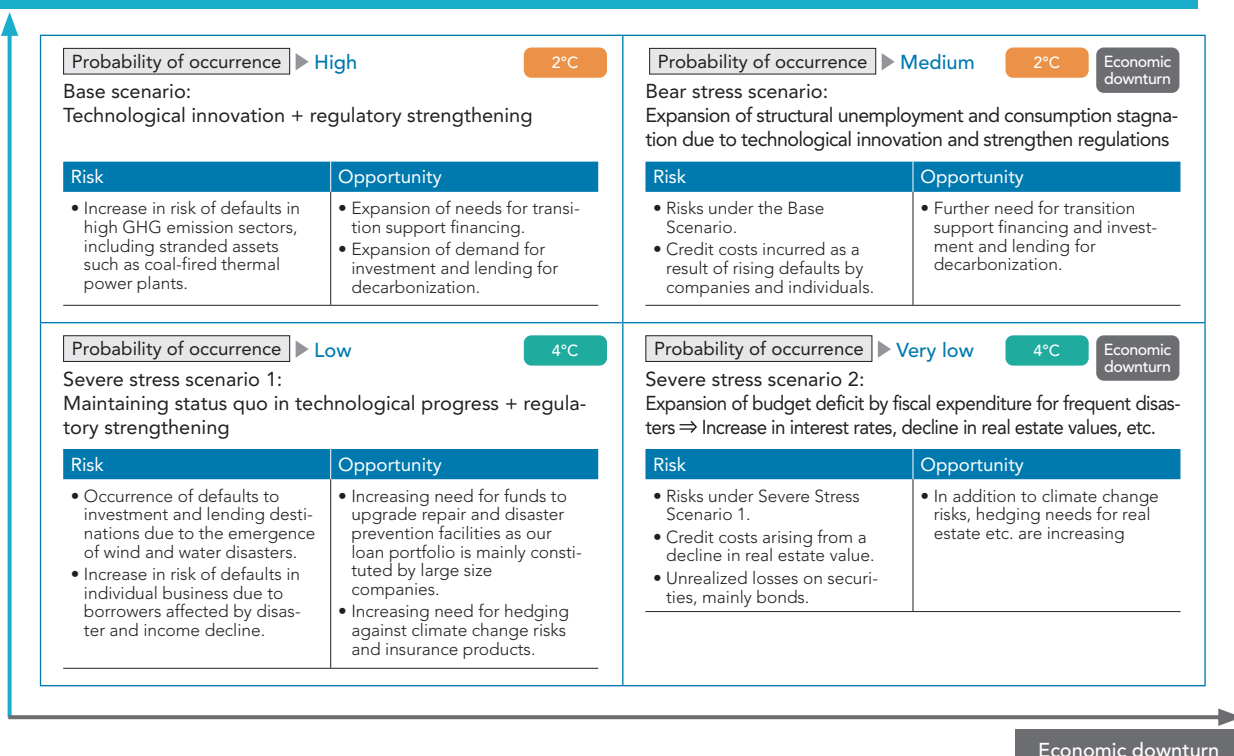 Probability of occurrence ▶ High
2°C
Base scenario:
Technological innovation + regulatory strengthening
Risk
• Increase in risk of defaults in
high GHG emission sectors,
including stranded assets
such as coal-fired thermal
power plants.
Opportunity
• Expansion of needs for transi-
tion support financing.
• Expansion of demand for
investment and lending for
decarbonization.
Probability of occurrence ▶ Medium
2°C
Economic
downturn
Bear stress scenario:
Expansion of structural unemployment and consumption stagna-
tion due to technological innovation and strengthen regulations
Risk
• Risks under the Base
Scenario.
• Credit costs incurred as a
result of rising defaults by
companies and individuals.
Opportunity
• Further need for transition
support financing and invest-
ment and lending for
decarbonization.
Probability of occurrence ▶ Low
4°C
Severe stress scenario 1:
Maintaining status quo in technological progress + regula-
tory strengthening
Risk
• Occurrence of defaults to
investment and lending desti-
nations due to the emergence
of wind and water disasters.
• Increase in risk of defaults in
individual business due to
borrowers affected by disas-
ter and income decline.
Opportunity
• Increasing need for funds to
upgrade repair and disaster
prevention facilities as our
loan portfolio is mainly consti-
tuted by large size
companies.
• Increasing need for hedging
against climate change risks
and insurance products.
Probability of occurrence ▶ Very low
4°C
Economic
downturn
Severe stress scenario 2:
Expansion of budget deficit by fiscal expenditure for frequent disas-
ters ⇒ Increase in interest rates, decline in real estate values, etc.
Risk
• Risks under Severe Stress
Scenario 1.
• Credit costs arising from a
decline in real estate value.
• Unrealized losses on securi-
ties, mainly bonds.
Opportunity
• In addition to climate change
risks, hedging needs for real
estate etc. are increasing
Economic downturn